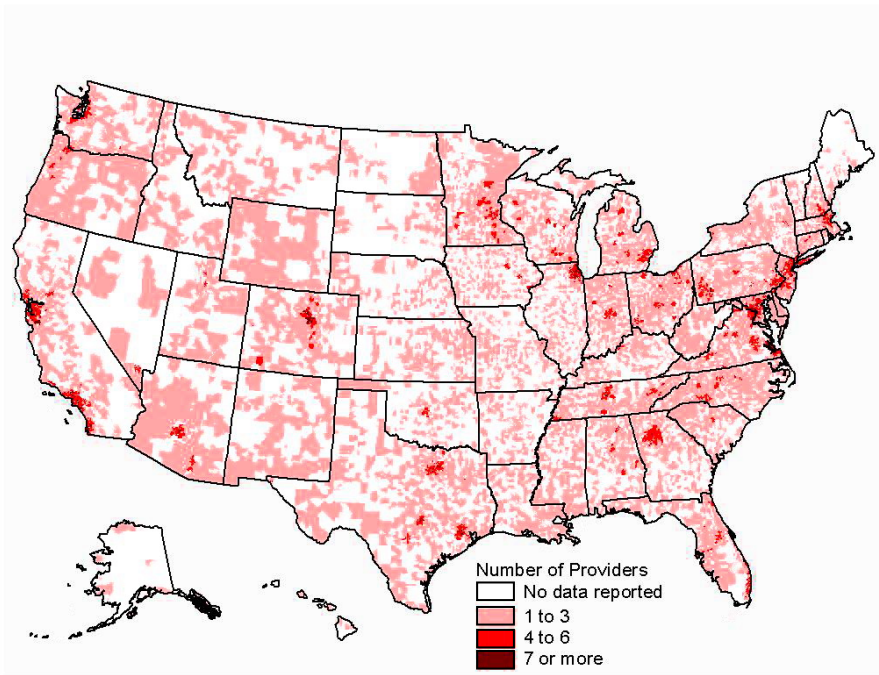 Number of Providers
No data reported
1 to 3
4 to 6
7 or more